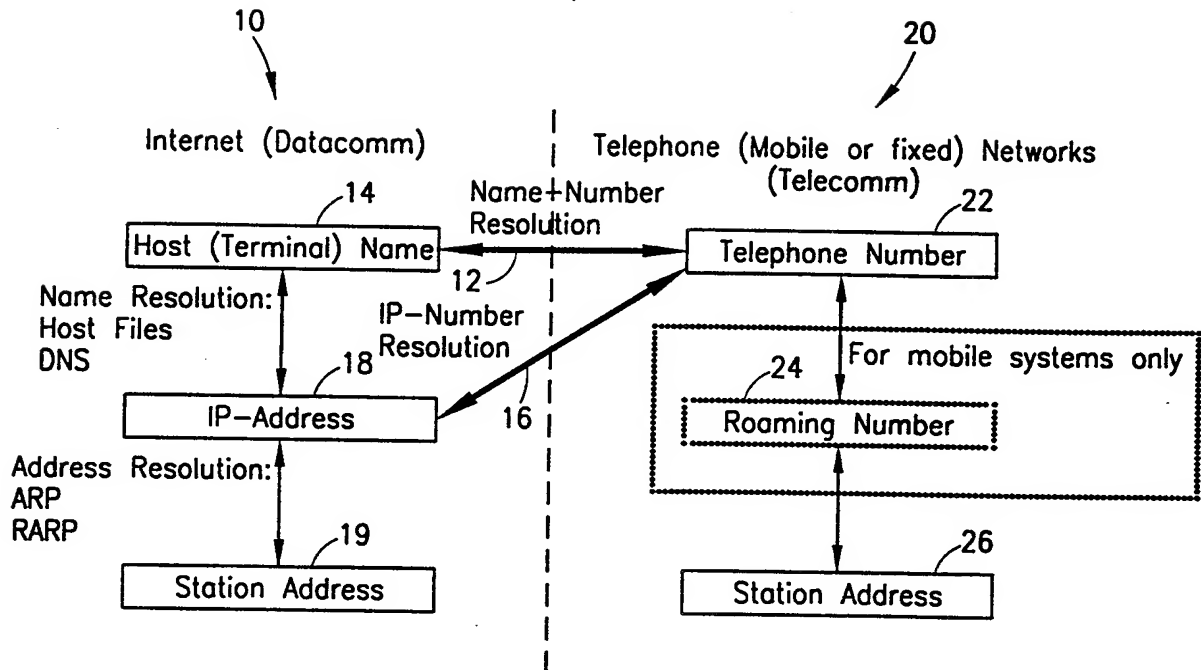 10
20
Internet (Datacomm)
Telephone (Mobile or fixed) Networks
(Telecomm)
14
Name-Number
Resolution
22
Host (Terminal) Name
Telephone Number
12
Name Resolution:
Host Files
DNS
IP-Number
Resolution
For mobile systems only
18
24
16
IP-Address
Roaming Number
Address Resolution:
ARP
RARP
19
26
Station Address
Station Address